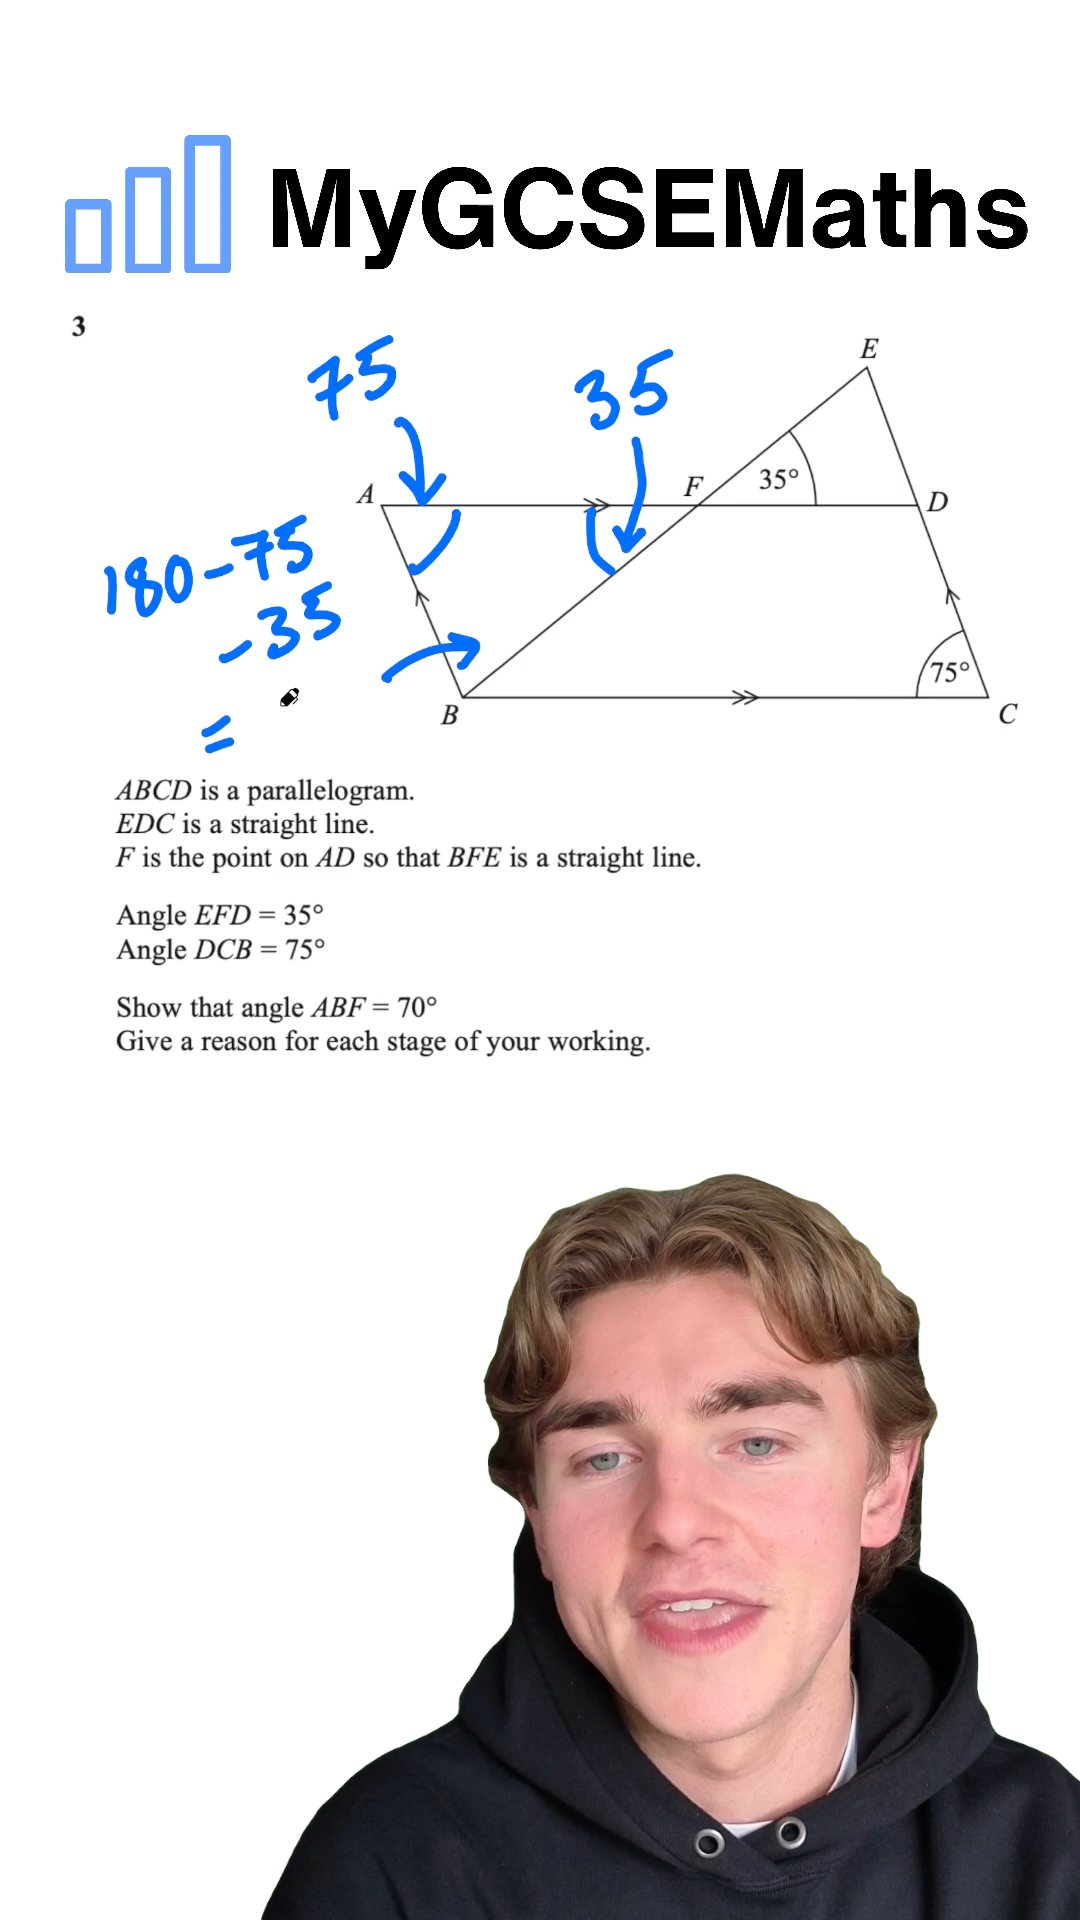 MyGCSEMaths
3
75
35
E
A
F
35°
D
180-75
-35
=
75°
B
C
ABCD is a parallelogram.
EDC is a straight line.
F is the point on AD so that BFE is a straight line.
Angle EFD = 35°
Angle DCB = 75°
Show that angle ABF = 70°
Give a reason for each stage of your working.